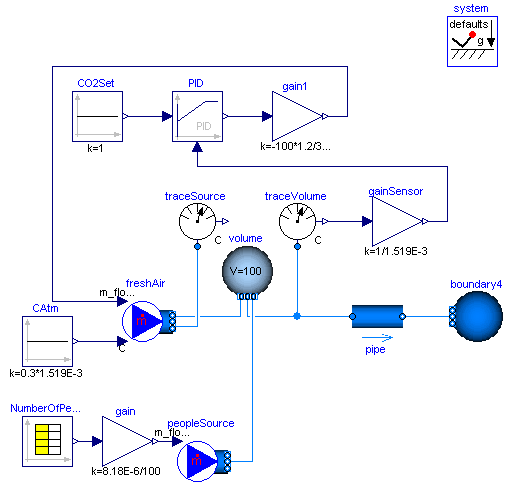 system
defaults
g
CO2Set
PID
gain1
PID
k=1
k=-100*1.2/3...
traceSource
traceVolume
gainSensor
C
C
k=1/1.519E-3
volume
V=100
freshAir
m_flo...
boundary4
CAtm
m
C
pipe
k=0.3*1.519E-3
NumberOfPe...
gain
peopleSource
m_flo...
m
k=8.18E-6/100